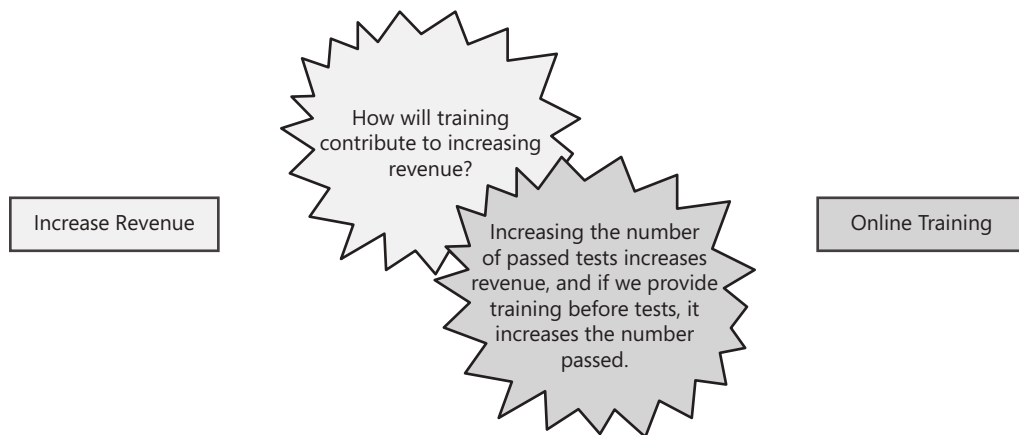 How will training
contribute to increasing
revenue?
Increase Revenue
Online Training
Increasing the number
of passed tests increases
revenue, and if we provide
training before tests, it
increases the number
passed.